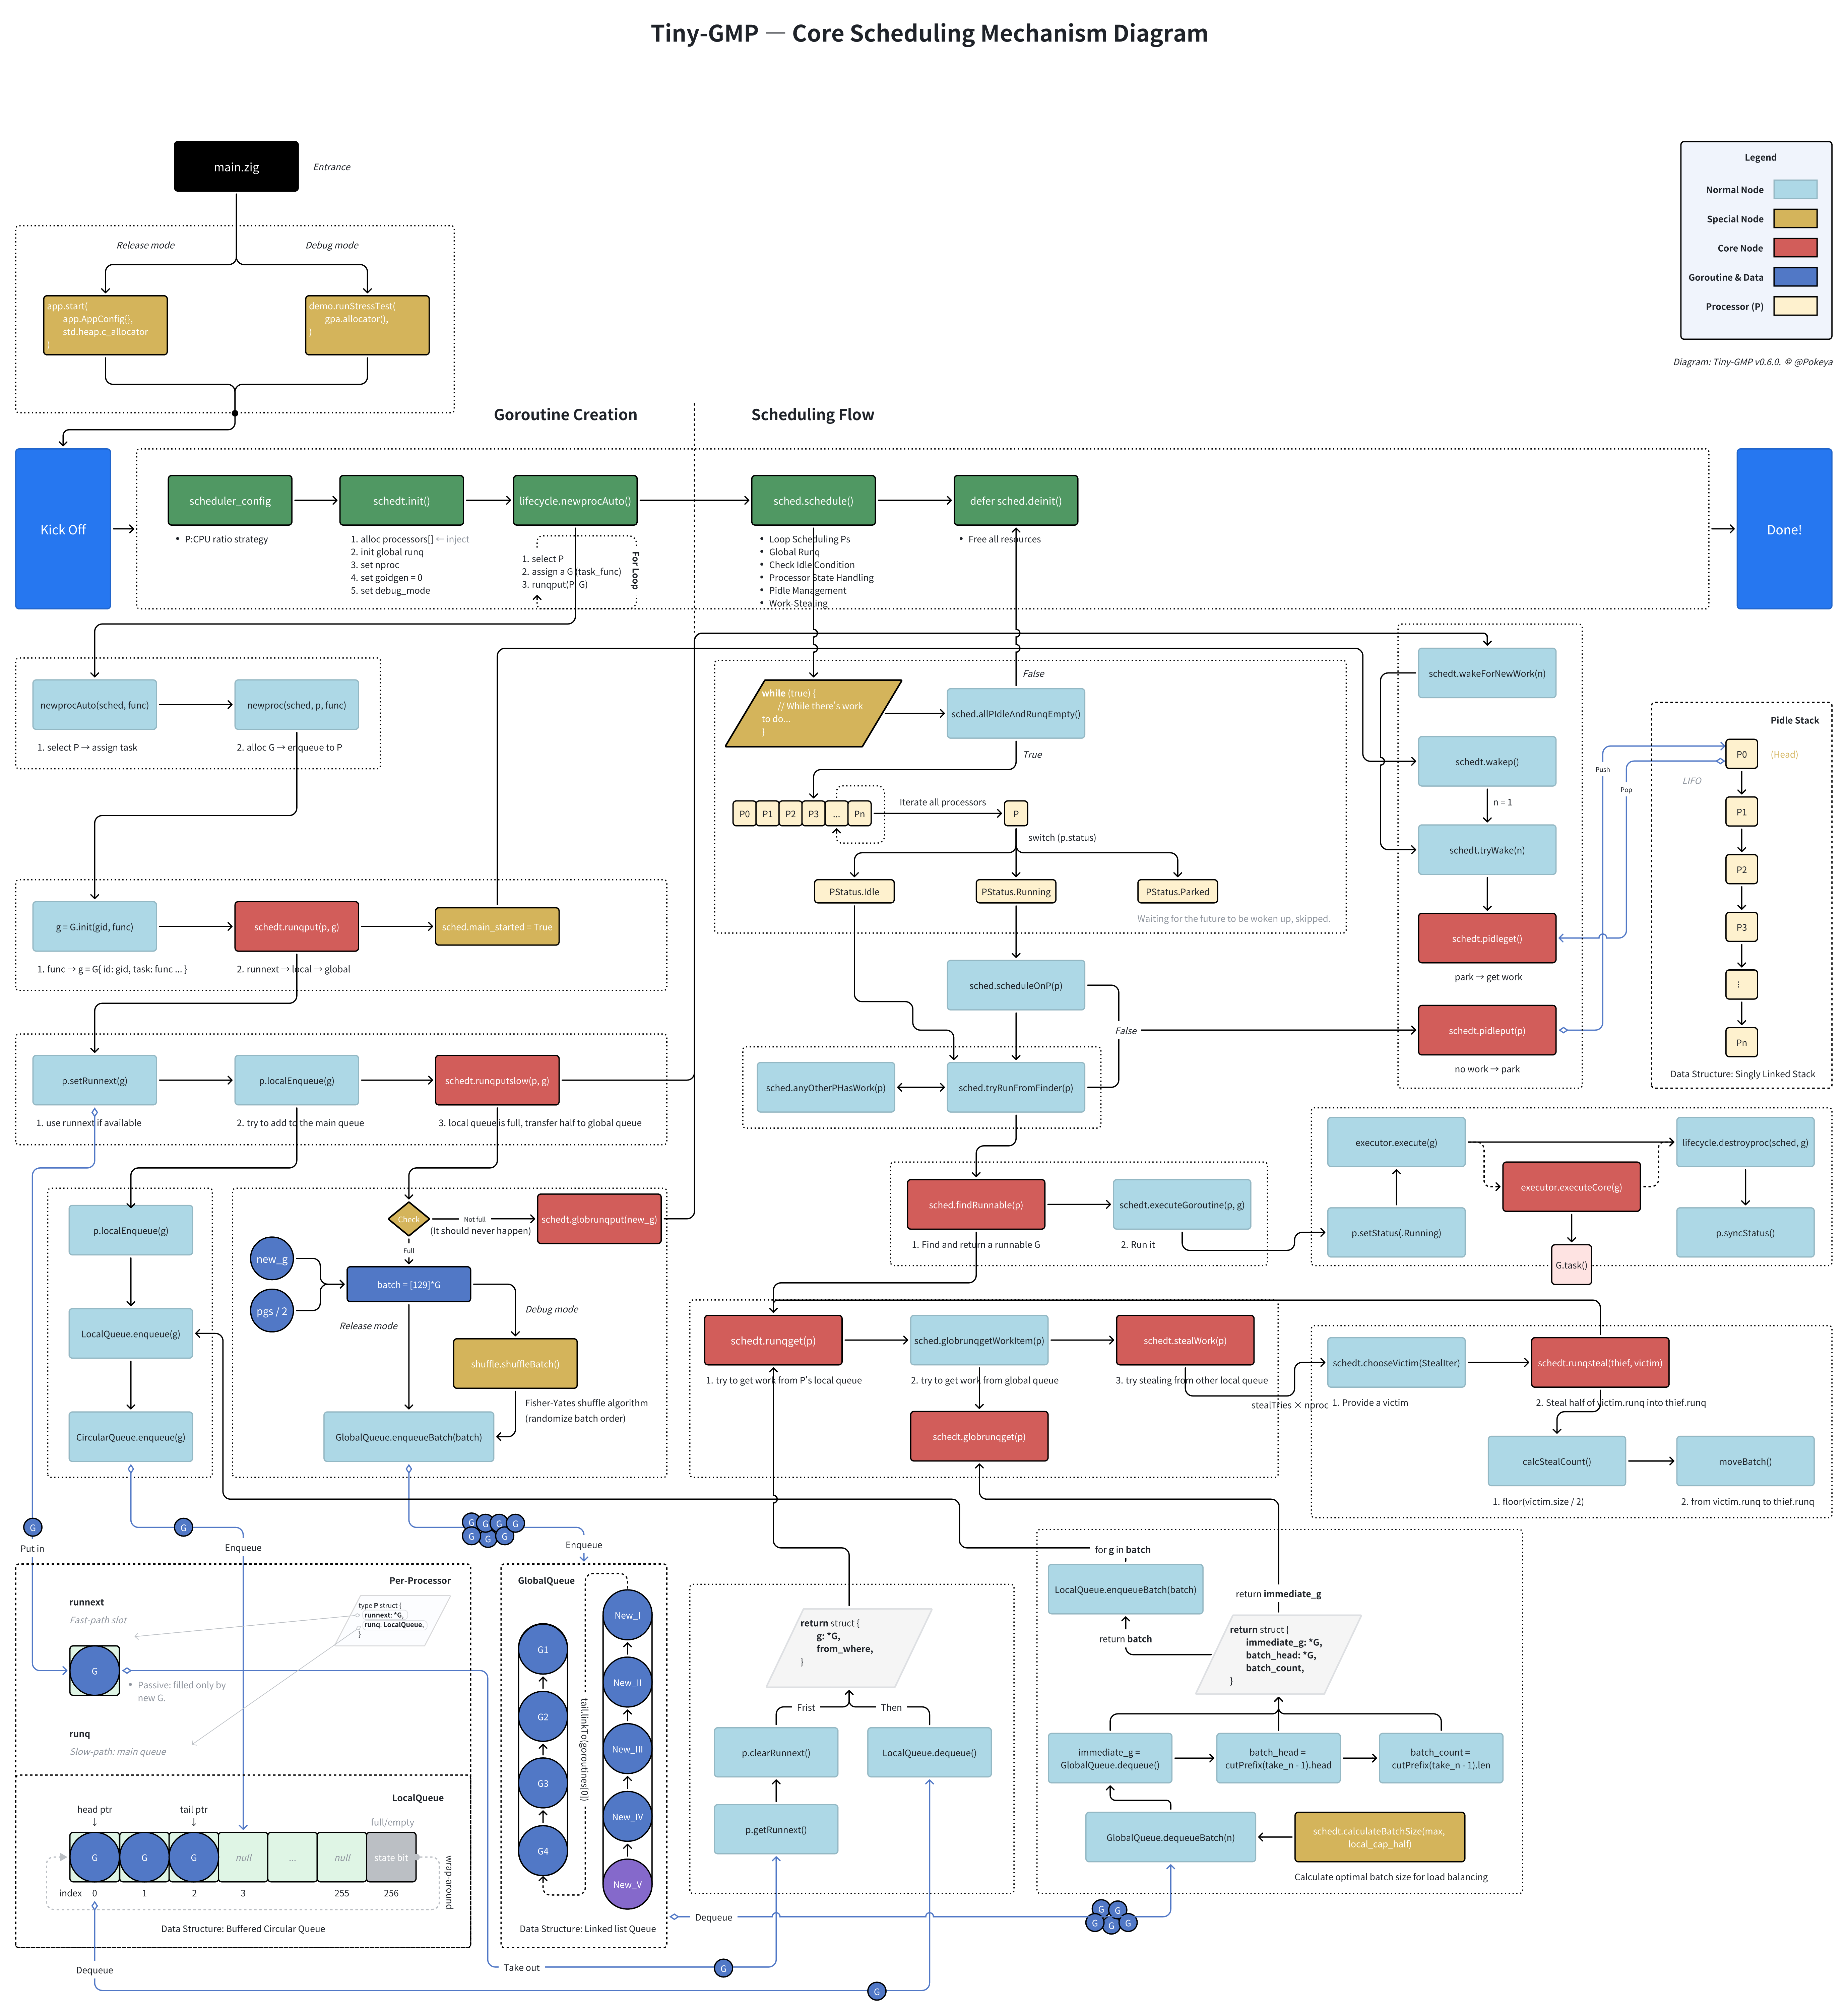 Tiny-GMP — Core Scheduling Mechanism Diagram
main.zig
Entrance
Release mode
Debug mode
app.start(
app.AppConfig{},
std.heap.c_allocator
)
demo.runStressTest(
gpa.allocator(),
)
Legend
Normal Node
Special Node
Core Node
Goroutine & Data
Processor (P)
Diagram: Tiny-GMP v0.6.0. © @Pokeya
Goroutine Creation
Scheduling Flow
Kick Off
scheduler_config
• P:CPU ratio strategy
schedt.init()
1. alloc processors[] ← inject
2. init global runq
3. set nproc
4. set goidgen = 0
5. set debug_mode
lifecycle.newprocAuto()
1. select P
2. assign a G (task_func)
3. runqput(P, G)
For Loop
sched.schedule()
• Loop Scheduling Ps
• Global Runq
• Check Idle Condition
• Processor State Handling
• Pidle Management
• Work-Stealing
defer sched.deinit()
• Free all resources
Done!
newprocAuto(sched, func)
1. select P → assign task
newproc(sched, p, func)
2. alloc G → enqueue to P
g = G.init(gid, func)
1. func → g = G{ id: gid, task: func ... }
schedt.runqput(p, g)
2. runnext → local → global
sched.main_started = True
p.setRunnext(g)
1. use runnext if available
p.localEnqueue(g)
2. try to add to the main queue
schedt.runqputslow(p, g)
3. local queue is full, transfer half to global queue
while (true) {
// While there's work
to do...
}
sched.allPIdleAndRunqEmpty()
False
True
P0
P1
P2
P3
...
Pn
Iterate all processors
P
switch (p.status)
PStatus.Idle
PStatus.Running
PStatus.Parked
Waiting for the future to be woken up, skipped.
sched.scheduleOnP(p)
False
sched.anyOtherPHasWork(p)
sched.tryRunFromFinder(p)
schedt.wakeForNewWork(n)
schedt.wakep()
n = 1
schedt.tryWake(n)
schedt.pidleget()
park → get work
schedt.pidleput(p)
no work → park
Push
Pop
Pidle Stack
P0
(Head)
LIFO
P1
P2
P3
⋮
Pn
Data Structure: Singly Linked Stack
sched.findRunnable(p)
1. Find and return a runnable G
schedt.executeGoroutine(p, g)
2. Run it
executor.execute(g)
lifecycle.destroyproc(sched, g)
executor.executeCore(g)
p.setStatus(.Running)
p.syncStatus()
G.task()
p.localEnqueue(g)
LocalQueue.enqueue(g)
CircularQueue.enqueue(g)
Check
Not full
(It should never happen)
schedt.globrunqput(new_g)
Full
new_g
pgs / 2
batch = [129]*G
Release mode
Debug mode
shuffle.shuffleBatch()
Fisher-Yates shuffle algorithm
(randomize batch order)
GlobalQueue.enqueueBatch(batch)
schedt.runqget(p)
1. try to get work from P's local queue
sched.globrunqgetWorkItem(p)
2. try to get work from global queue
schedt.stealWork(p)
3. try stealing from other local queue
schedt.globrunqget(p)
stealTries × nproc
schedt.chooseVictim(StealIter)
1. Provide a victim
schedt.runqsteal(thief, victim)
2. Steal half of victim.runq into thief.runq
calcStealCount()
1. floor(victim.size / 2)
moveBatch()
2. from victim.runq to thief.runq
G
Put in
G
Enqueue
G
G
G
G
G
G
G
Enqueue
Per-Processor
runnext
Fast-path slot
type P struct {
runnext: *G,
runq: LocalQueue,
}
G
• Passive: filled only by
new G.
runq
Slow-path: main queue
LocalQueue
head ptr
↓
tail ptr
↓
full/empty
G
G
G
null
...
null
state bit
wrap-around
index
0
1
2
3
255
256
Data Structure: Buffered Circular Queue
Dequeue
GlobalQueue
G1
G2
G3
G4
tail.linkTo(goroutines[0])
New_I
New_II
New_III
New_IV
New_V
Data Structure: Linked list Queue
Dequeue
Take out
G
G
return struct {
g: *G,
from_where,
}
Frist
Then
p.clearRunnext()
LocalQueue.dequeue()
p.getRunnext()
for g in batch
LocalQueue.enqueueBatch(batch)
return batch
return immediate_g
return struct {
immediate_g: *G,
batch_head: *G,
batch_count,
}
immediate_g =
GlobalQueue.dequeue()
batch_head =
cutPrefix(take_n - 1).head
batch_count =
cutPrefix(take_n - 1).len
GlobalQueue.dequeueBatch(n)
schedt.calculateBatchSize(max,
local_cap_half)
Calculate optimal batch size for load balancing
G
G
G
G
G